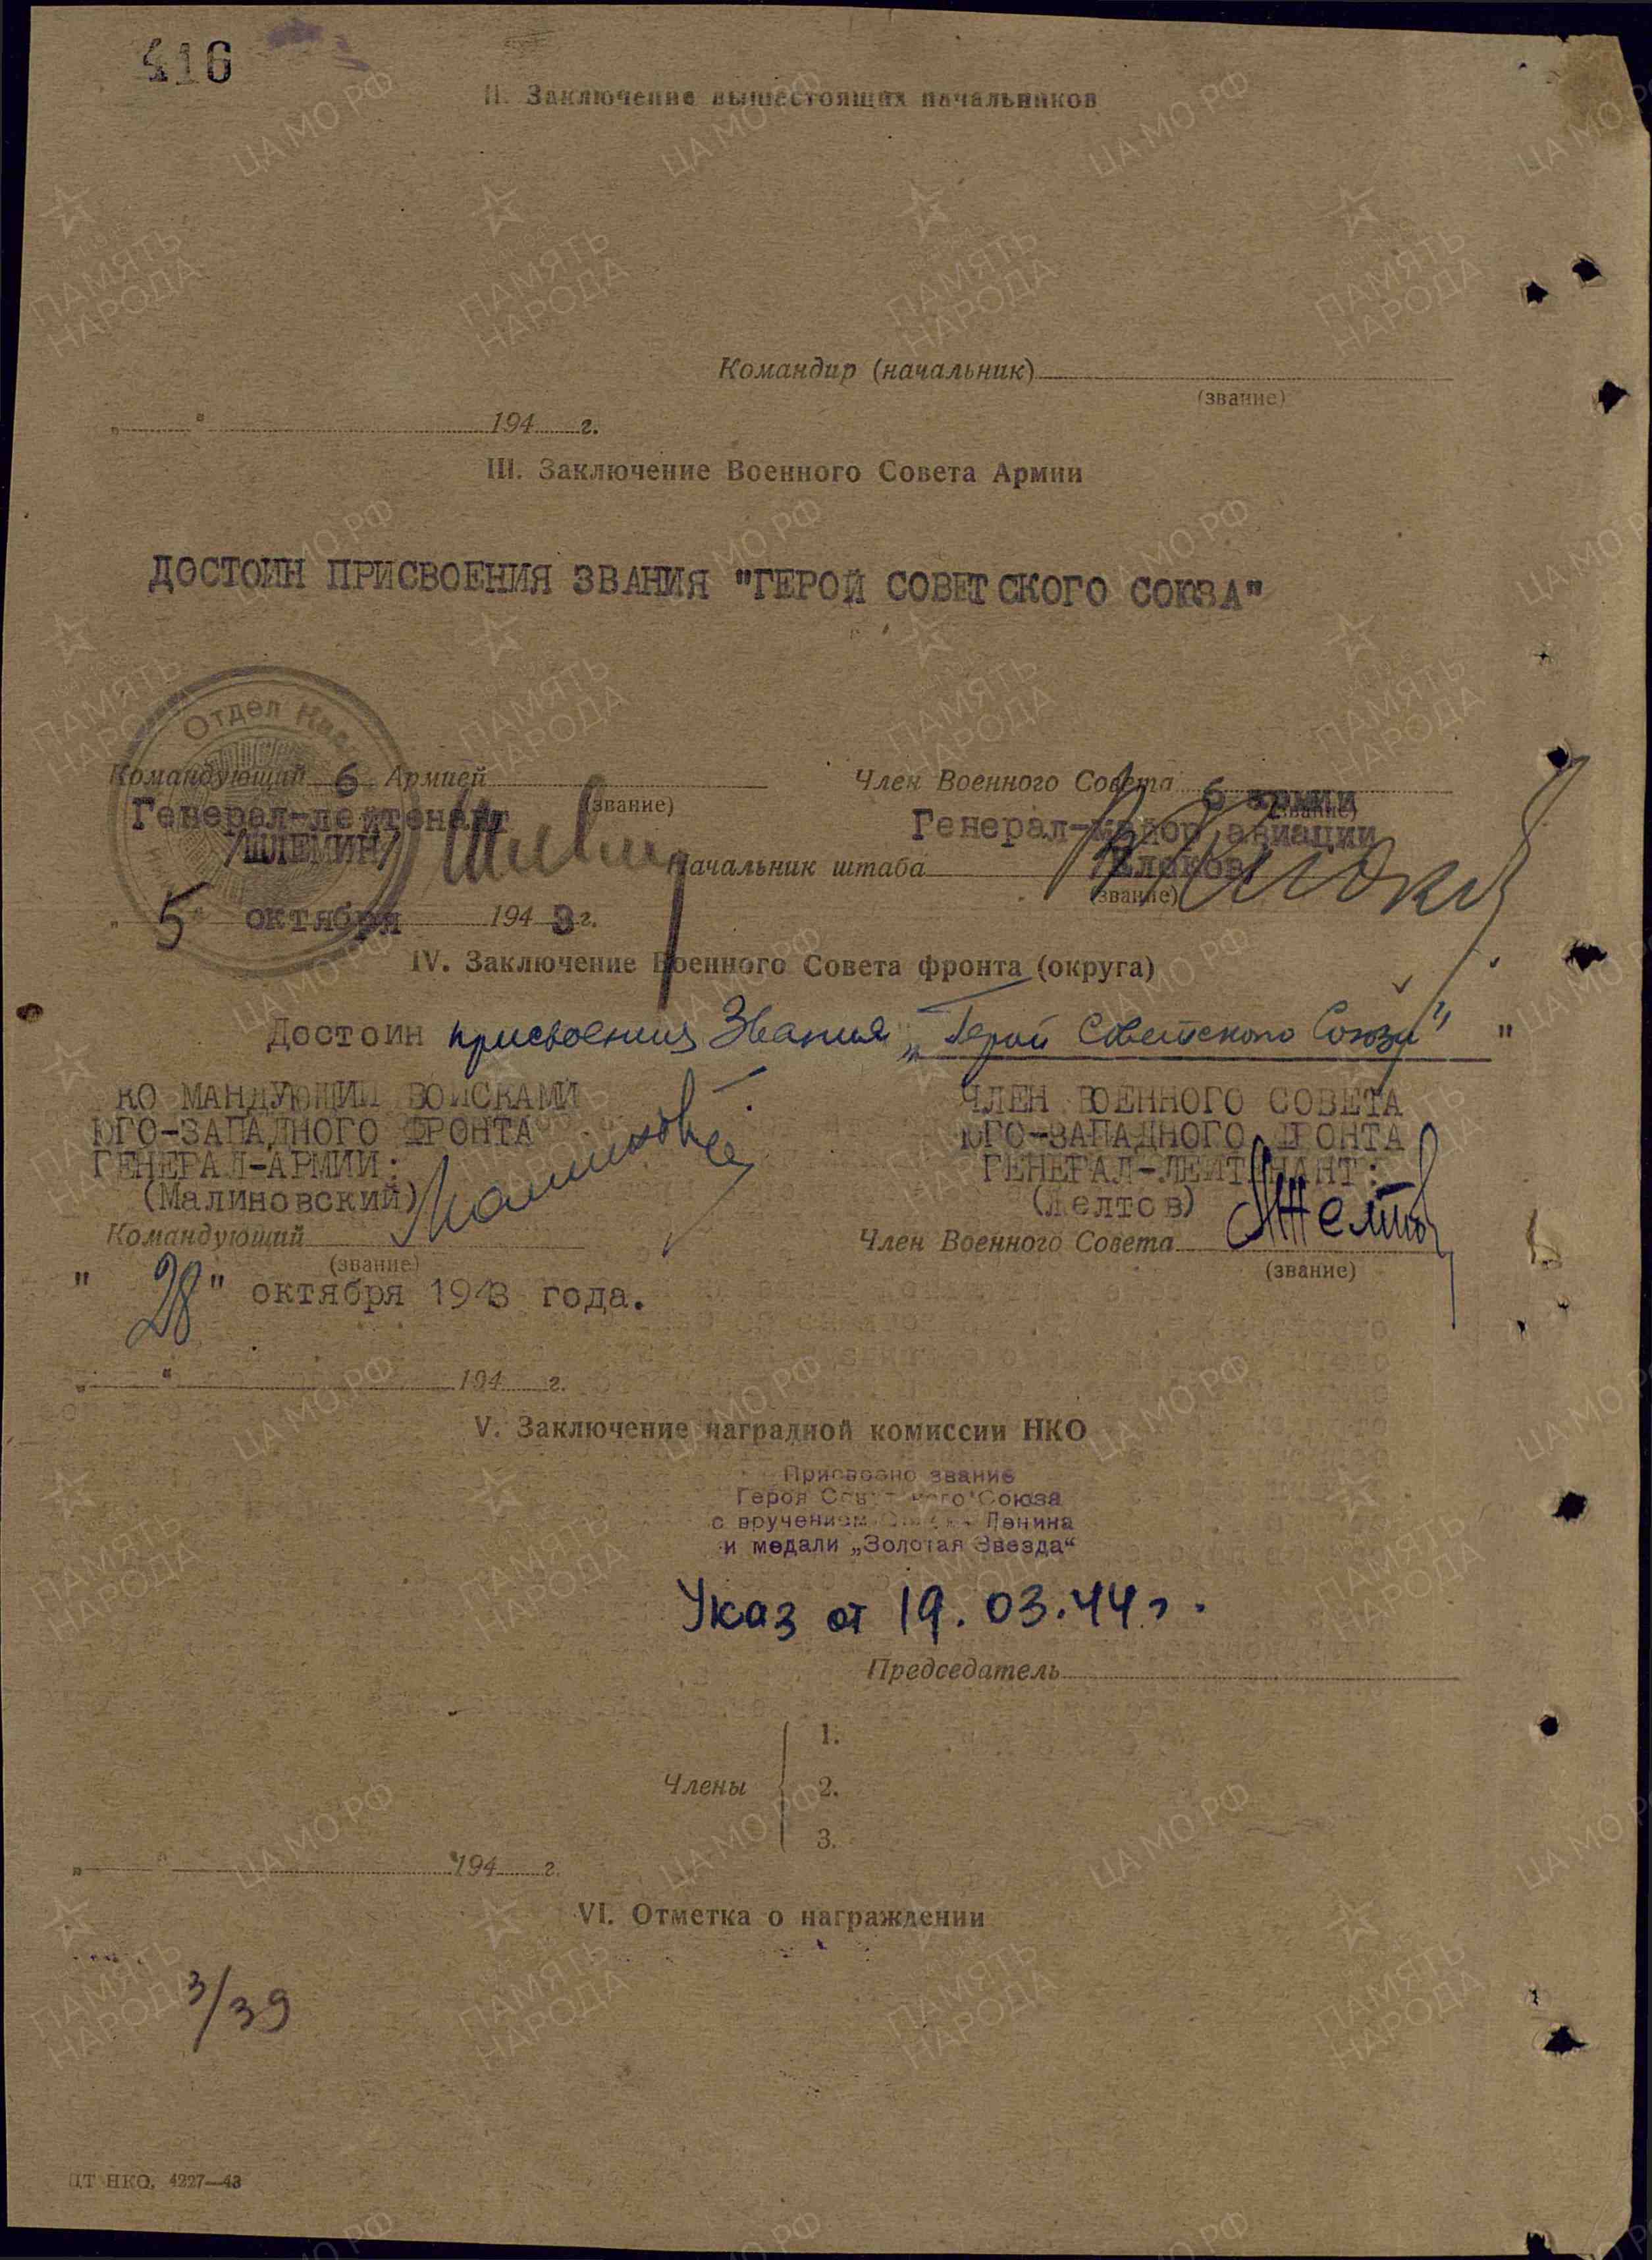 416
II. Заключение вышестоящих начальников
Командир (начальник)
(звание)
„ “ 194 г.
III. Заключение Военного Совета Армии
ДОСТОИН ПРИСВОЕНИЯ ЗВАНИЯ "ГЕРОЙ СОВЕТСКОГО СОЮЗА"
Отдел
Командующий 6 Армией
(звание)
Генерал-лейтенант
/ШЛЕМИН/
Член Военного Совета 6 армии
(звание)
Генерал-майор авиации
Начальник штаба
(звание)
„ 5 " октября 1943 г.
IV. Заключение Военного Совета фронта (округа)
Достоин присвоения Звания „Герой Советского Союза" "
КО МАНДУЮЩИЙ ВОЙСКАМИ
ЮГО-ЗАПАДНОГО ФРОНТА
ГЕНЕРАЛ-АРМИИ:
(Малиновский)
Командующий
(звание)
ЧЛЕН ВОЕННОГО СОВЕТА
ЮГО-ЗАПАДНОГО ФРОНТА
ГЕНЕРАЛ-ЛЕЙТЕНАНТ:
(Желтов) АЖелтов
Член Военного Совета
(звание)
" 28 " октября 1943 года.
„ “ 194 г.
V. Заключение наградной комиссии НКО
Присвоено звание
Героя Советского Союза
с вручением Ленина
и медали „Золотая Звезда“
Указ от 19.03.44 г.
Председатель
Члены
1.
2.
3.
„ “ 194 г.
VI. Отметка о награждении
3/39
ЦТ НКО. 4227—43
ЦА МО РФ
ПАМЯТЬ
НАРОДА